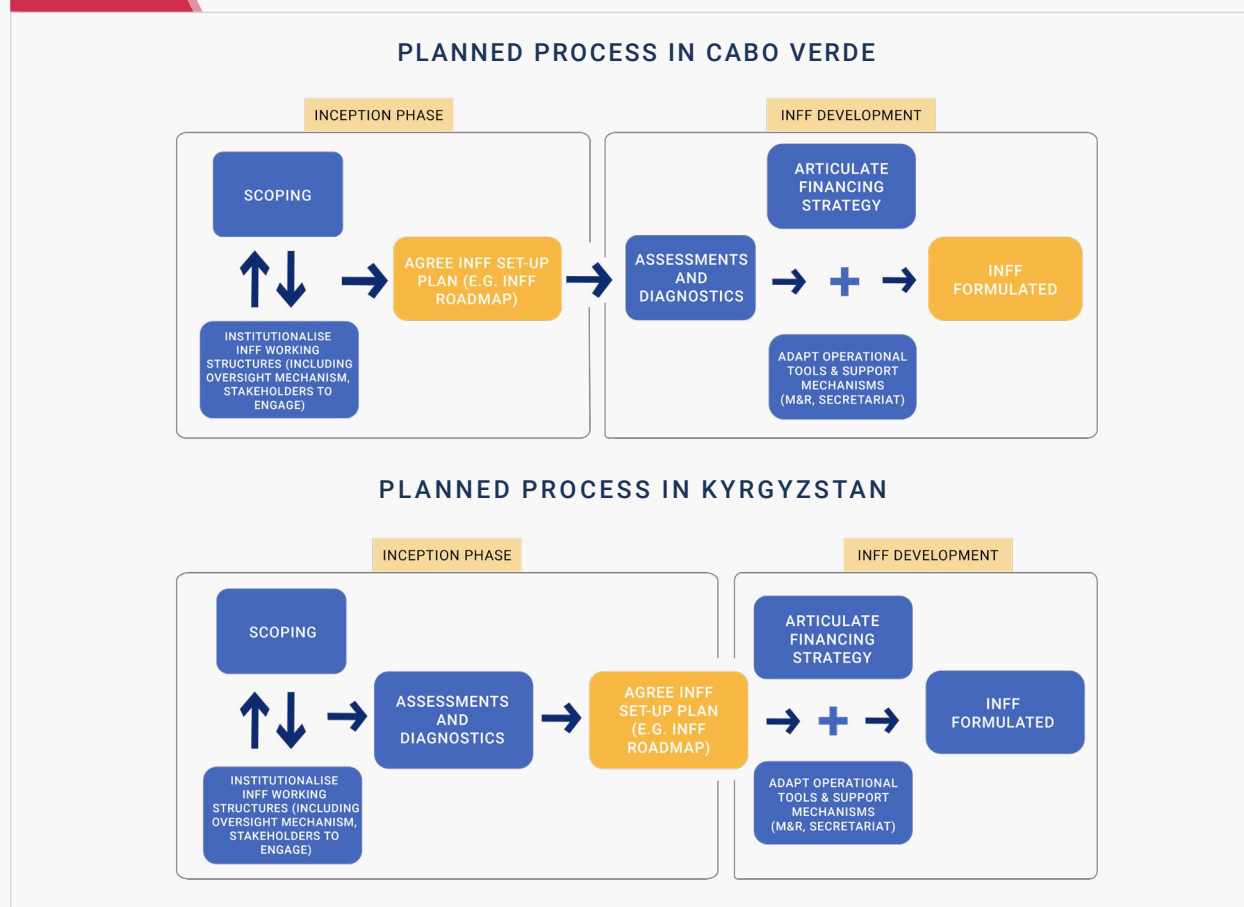 PLANNED PROCESS IN CABO VERDE
INCEPTION PHASE
SCOPING
INSTITUTIONALISE
INFF WORKING
STRUCTURES (INCLUDING
OVERSIGHT MECHANISM,
STAKEHOLDERS TO
ENGAGE)
AGREE INFF SET-UP
PLAN (E.G. INFF
ROADMAP)
INFF DEVELOPMENT
ASSESSMENTS
AND
DIAGNOSTICS
ARTICULATE
FINANCING
STRATEGY
+
ADAPT OPERATIONAL
TOOLS & SUPPORT
MECHANISMS
(M&R, SECRETARIAT)
INFF
FORMULATED
PLANNED PROCESS IN KYRGYZSTAN
INCEPTION PHASE
SCOPING
INSTITUTIONALISE
INFF WORKING
STRUCTURES (INCLUDING
OVERSIGHT MECHANISM,
STAKEHOLDERS TO
ENGAGE)
ASSESSMENTS
AND
DIAGNOSTICS
AGREE INFF
SET-UP PLAN
(E.G. INFF
ROADMAP)
INFF DEVELOPMENT
ARTICULATE
FINANCING
STRATEGY
+
ADAPT OPERATIONAL
TOOLS & SUPPORT
MECHANISMS
(M&R, SECRETARIAT)
INFF
FORMULATED